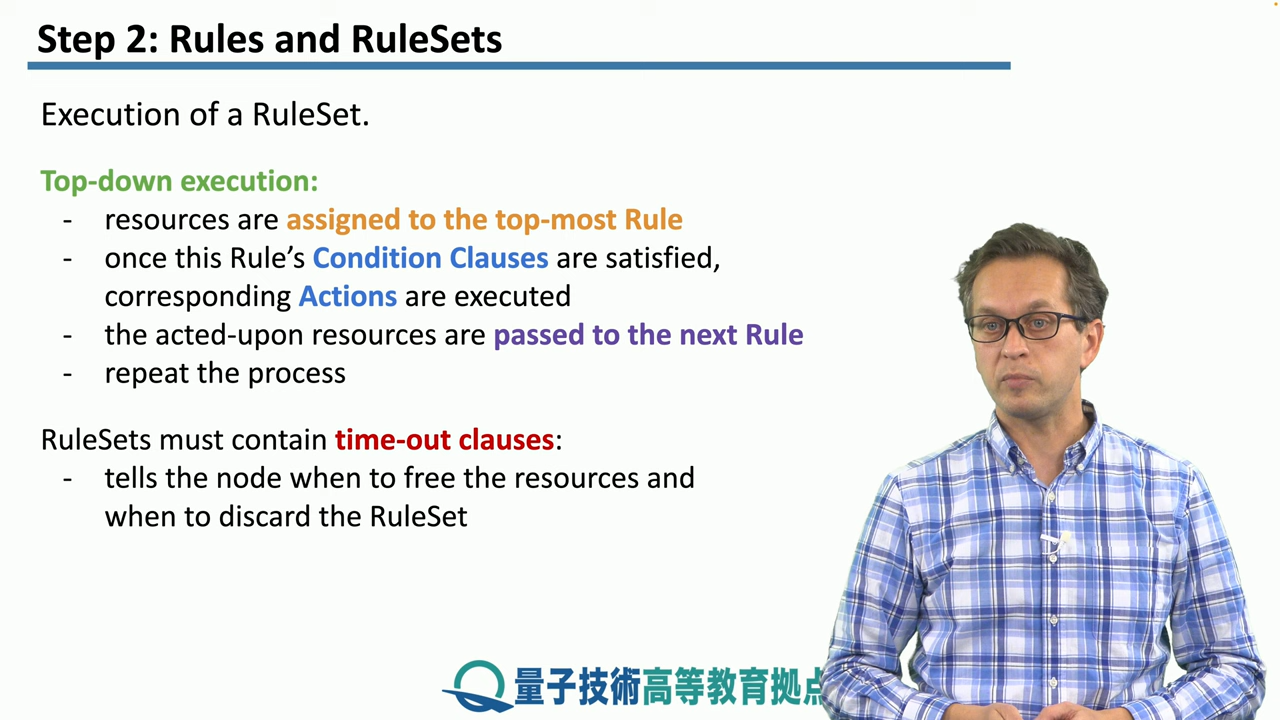 Step 2: Rules and RuleSets
Execution of a RuleSet.
Top-down execution:
- resources are assigned to the top-most Rule
- once this Rule's Condition Clauses are satisfied,
corresponding Actions are executed
- the acted-upon resources are passed to the next Rule
- repeat the process
RuleSets must contain time-out clauses:
- tells the node when to free the resources and
when to discard the RuleSet
量子技術高等教育拠点